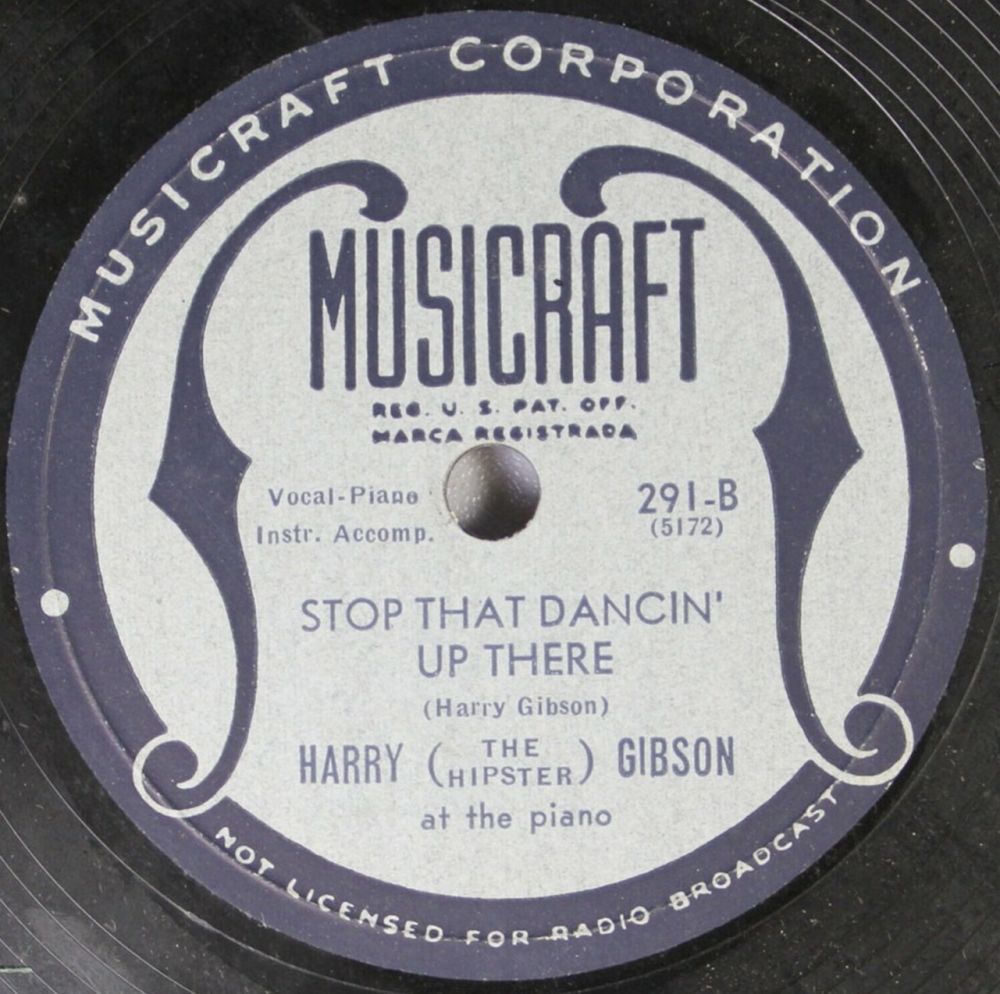 MUSICRAFT CORPORATION
MUSICRAFT
REG. U. S. PAT. OFF.
MARCA REGISTRADA
Vocal-Piano
Instr. Accomp.
291-B
(5172)
STOP THAT DANCIN'
UP THERE
(Harry Gibson)
HARRY (THE HIPSTER) GIBSON
at the piano
NOT LICENSED FOR RADIO BROADCAST